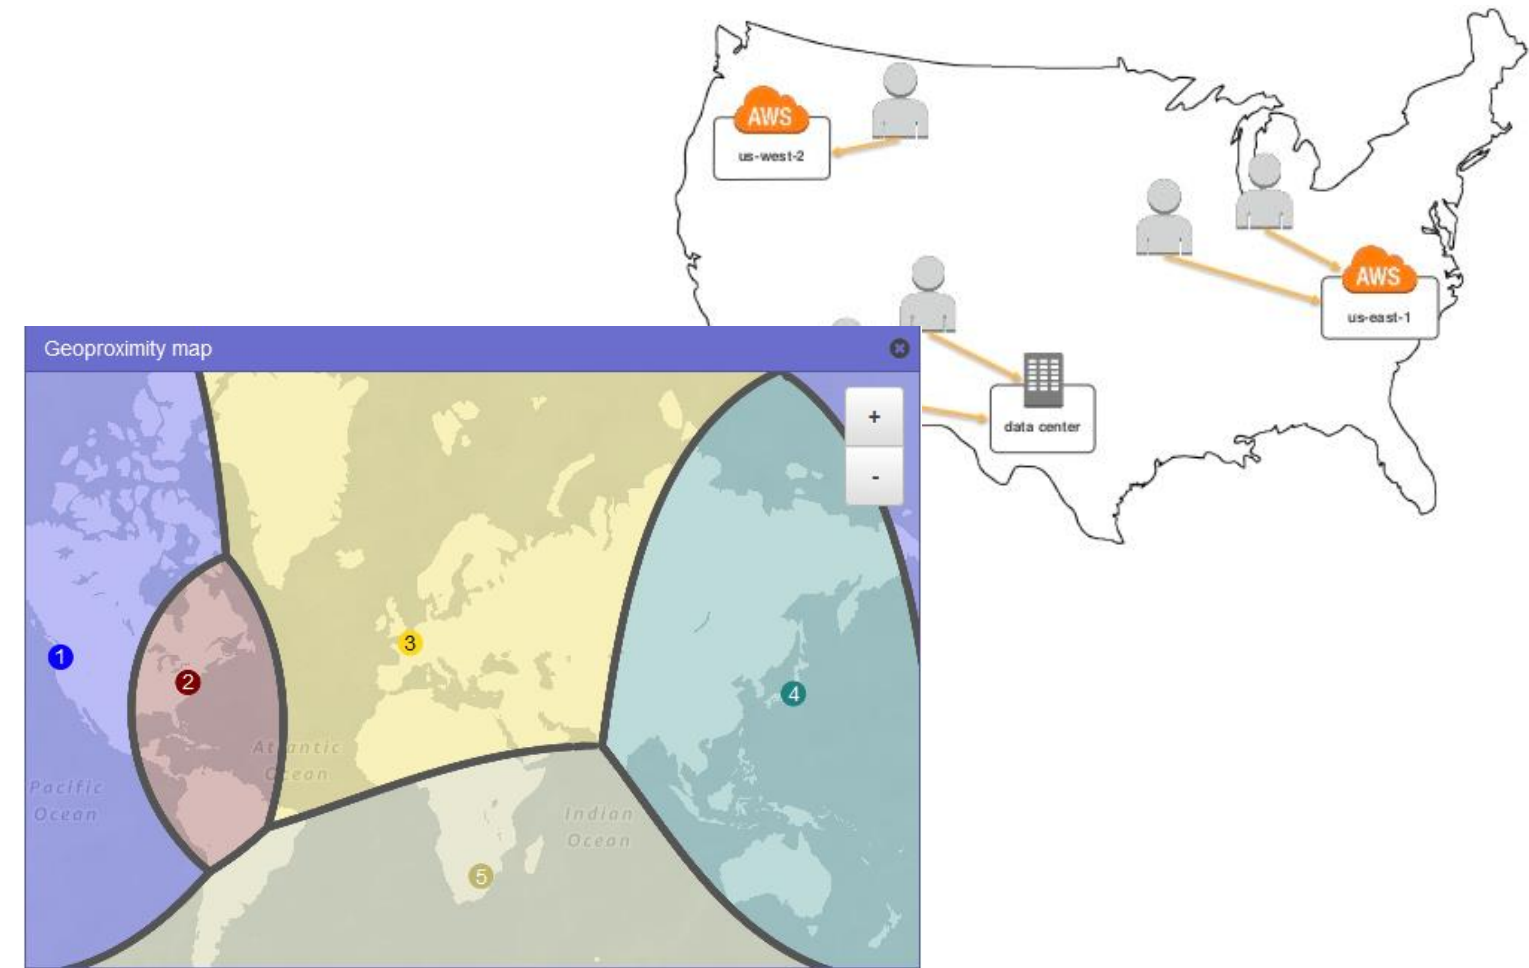 AWS
us-west-2
AWS
us-east-1
data center
Geoproximity map
+
-
1
2
3
4
5
Atlantic
Ocean
Pacific
Ocean
Indian
Ocean